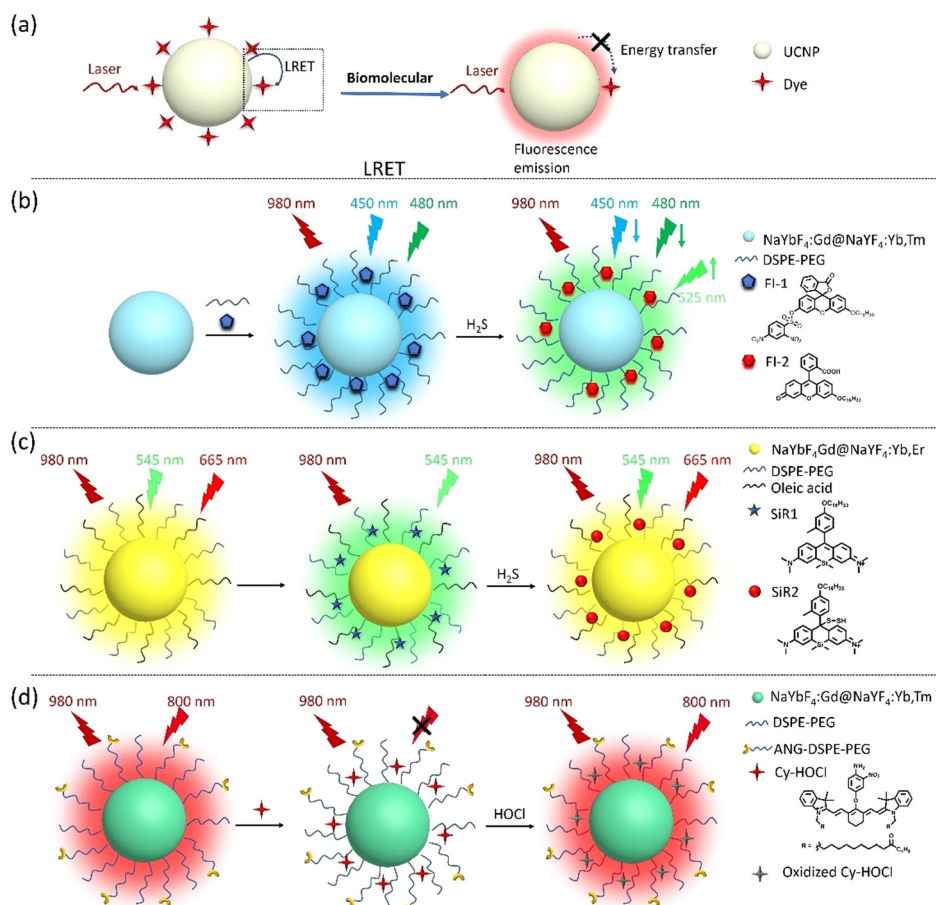 (a)
Laser
LRET
Biomolecular
Laser
Energy transfer
Fluorescence
emission
UCNP
Dye
LRET
(b)
980 nm
450 nm
480 nm
H₂S
980 nm
450 nm
480 nm
525 nm
NaYbF₄:Gd@NaYF₄:Yb,Tm
DSPE-PEG
FI-1
FI-2
(c)
980 nm
545 nm
665 nm
980 nm
545 nm
H₂S
980 nm
545 nm
665 nm
NaYbF₄Gd@NaYF₄:Yb,Er
DSPE-PEG
Oleic acid
SiR1
SiR2
(d)
980 nm
800 nm
980 nm
HOCl
980 nm
800 nm
NaYbF₄:Gd@NaYF₄:Yb,Tm
DSPE-PEG
ANG-DSPE-PEG
Cy-HOCl
R =
Oxidized Cy-HOCl